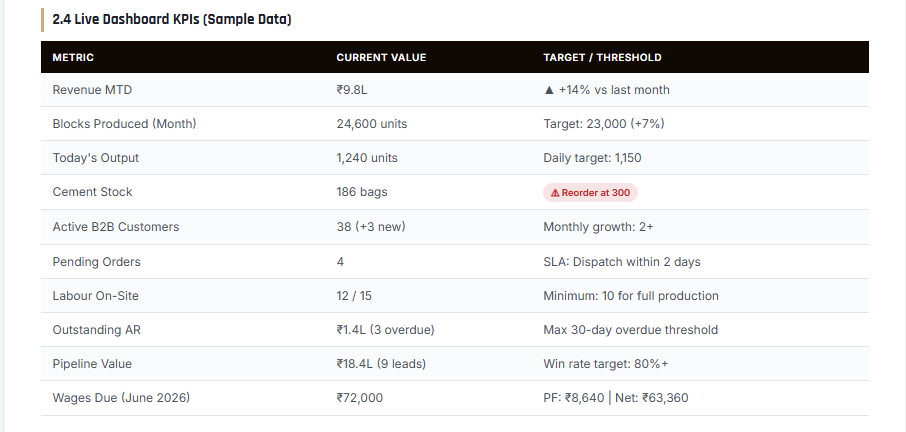 2.4 Live Dashboard KPIs (Sample Data)
METRIC CURRENT VALUE TARGET / THRESHOLD
Revenue MTD ₹9.8L ▲ +14% vs last month
Blocks Produced (Month) 24,600 units Target: 23,000 (+7%)
Today's Output 1,240 units Daily target: 1,150
Cement Stock 186 bags ⚠ Reorder at 300
Active B2B Customers 38 (+3 new) Monthly growth: 2+
Pending Orders 4 SLA: Dispatch within 2 days
Labour On-Site 12 / 15 Minimum: 10 for full production
Outstanding AR ₹1.4L (3 overdue) Max 30-day overdue threshold
Pipeline Value ₹18.4L (9 leads) Win rate target: 80%+
Wages Due (June 2026) ₹72,000 PF: ₹8,640 | Net: ₹63,360